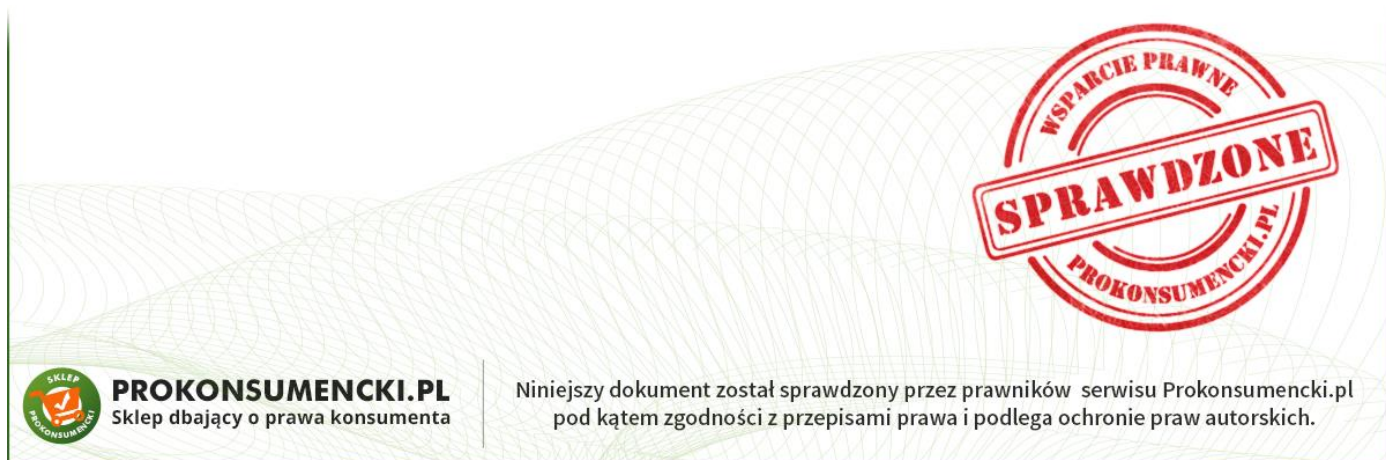 WSPARCIE PRAWNE
SPRAWDZONE
PROKONSUMENCKI.PL
SKLEP
PROKONSUMENCKI
PROKONSUMENCKI.PL
Sklep dbający o prawa konsumenta
Niniejszy dokument został sprawdzony przez prawników serwisu Prokonsumencki.pl
pod kątem zgodności z przepisami prawa i podlega ochronie praw autorskich.